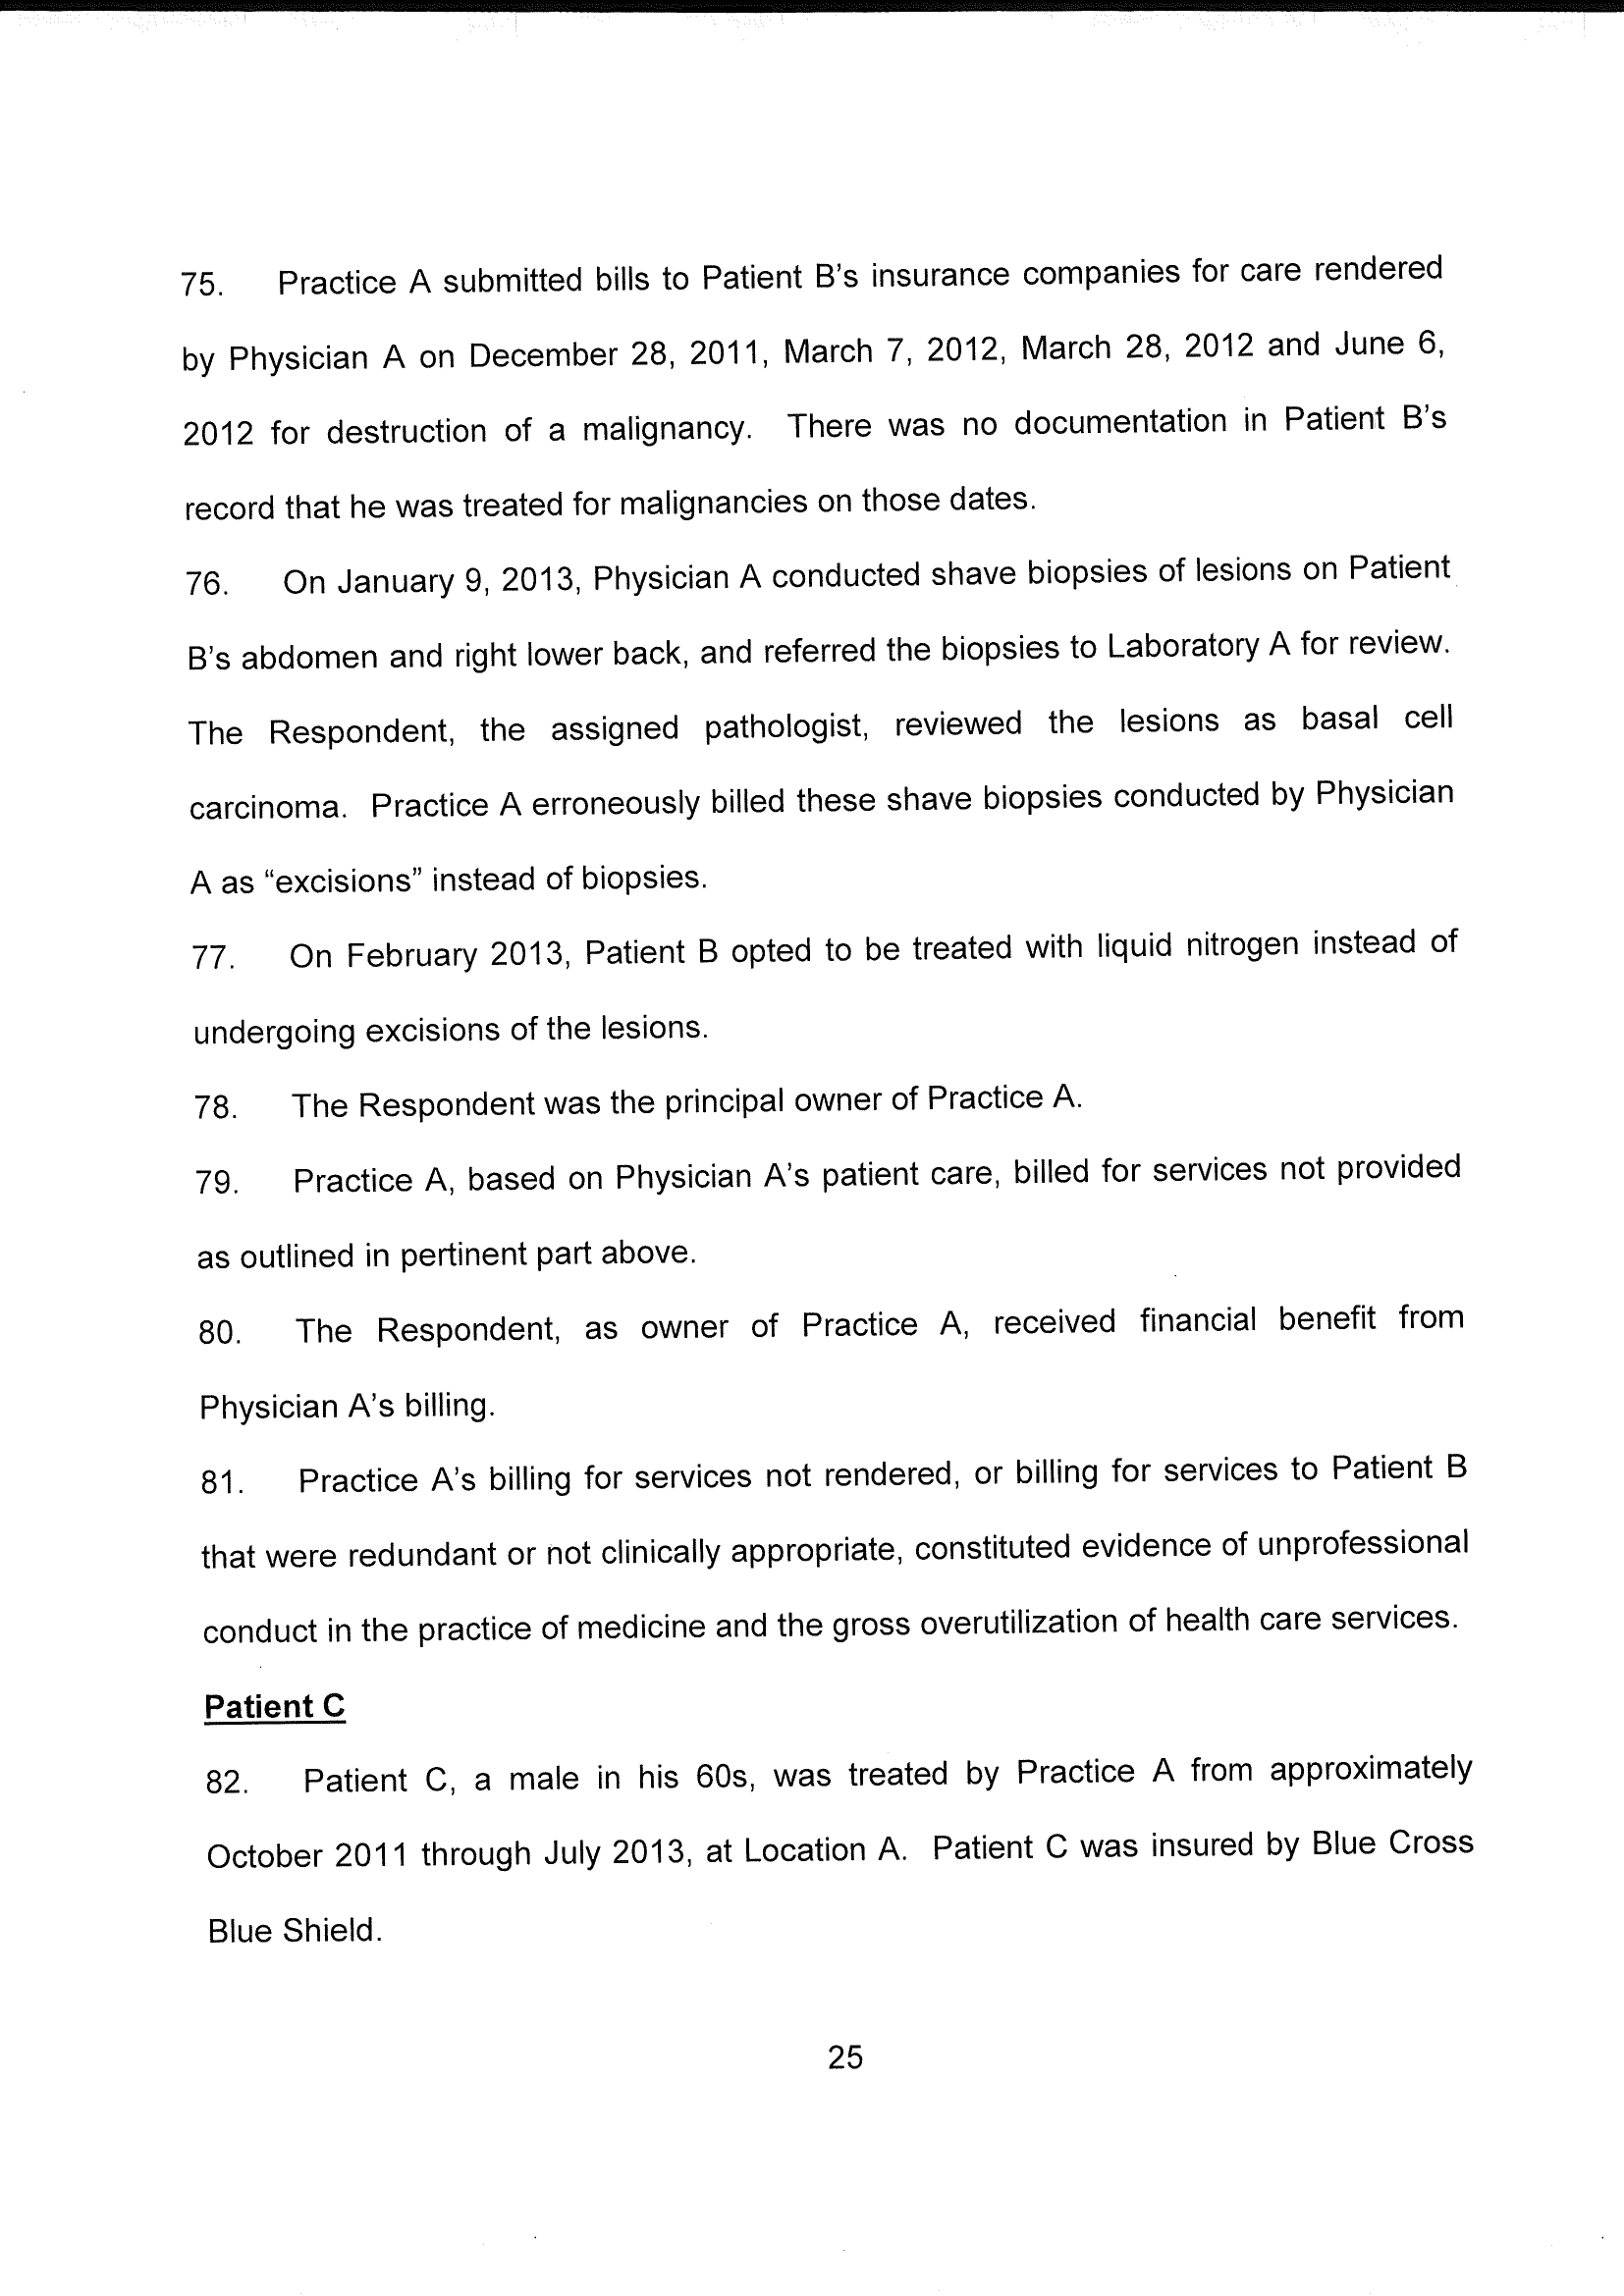 75. Practice A submitted bills to Patient B's insurance companies for care rendered
by Physician A on December 28, 2011, March 7, 2012, March 28, 2012 and June 6,
2012 for destruction of a malignancy. There was no documentation in Patient B's
record that he was treated for malignancies on those dates.
76. On January 9, 2013, Physician A conducted shave biopsies of lesions on Patient
B's abdomen and right lower back, and referred the biopsies to Laboratory A for review.
The Respondent, the assigned pathologist, reviewed the lesions as basal cell
carcinoma. Practice A erroneously billed these shave biopsies conducted by Physician
A as “excisions” instead of biopsies.
77. On February 2013, Patient B opted to be treated with liquid nitrogen instead of
undergoing excisions of the lesions.
78. The Respondent was the principal owner of Practice A.
79. Practice A, based on Physician A's patient care, billed for services not provided
as outlined in pertinent part above.
80. The Respondent, as owner of Practice A, received financial benefit from
Physician A's billing.
81. Practice A's billing for services not rendered, or billing for services to Patient B
that were redundant or not clinically appropriate, constituted evidence of unprofessional
conduct in the practice of medicine and the gross overutilization of health care services.
Patient C
82. Patient C, a male in his 60s, was treated by Practice A from approximately
October 2011 through July 2013, at Location A. Patient C was insured by Blue Cross
Blue Shield.
25